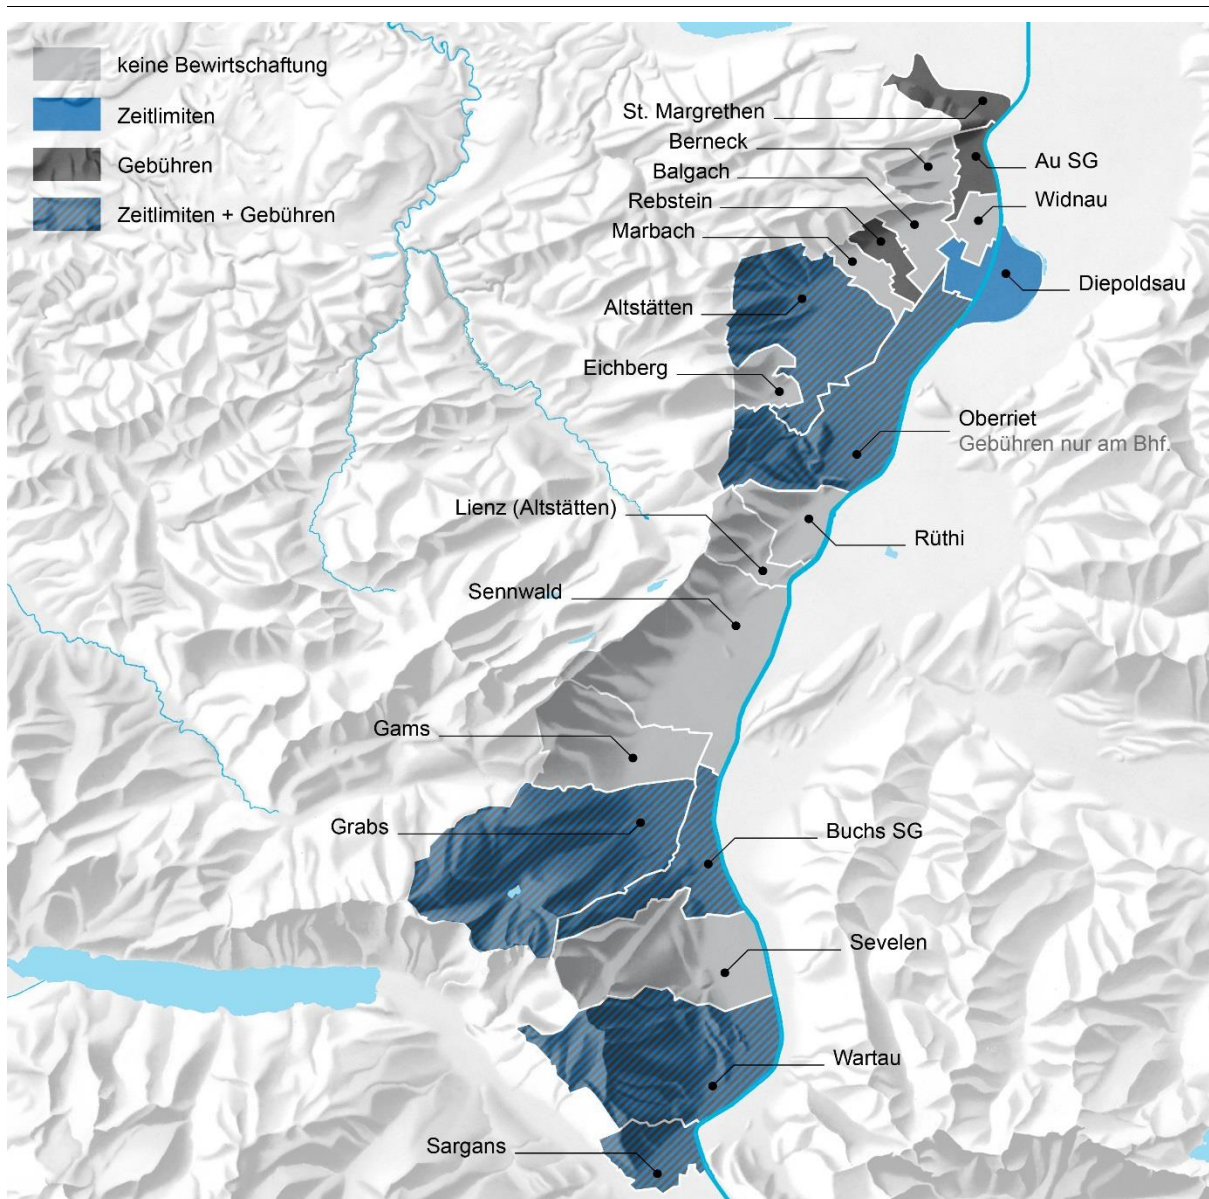 keine Bewirtschaftung
Zeitlimiten
Gebühren
Zeitlimiten + Gebühren
St. Margrethen
Berneck
Au SG
Balgach
Rebstein
Widnau
Marbach
Diepoldsau
Altstätten
Eichberg
Oberriet
Gebühren nur am Bhf.
Lienz (Altstätten)
Rüthi
Sennwald
Gams
Grabs
Buchs SG
Sevelen
Wartau
Sargans